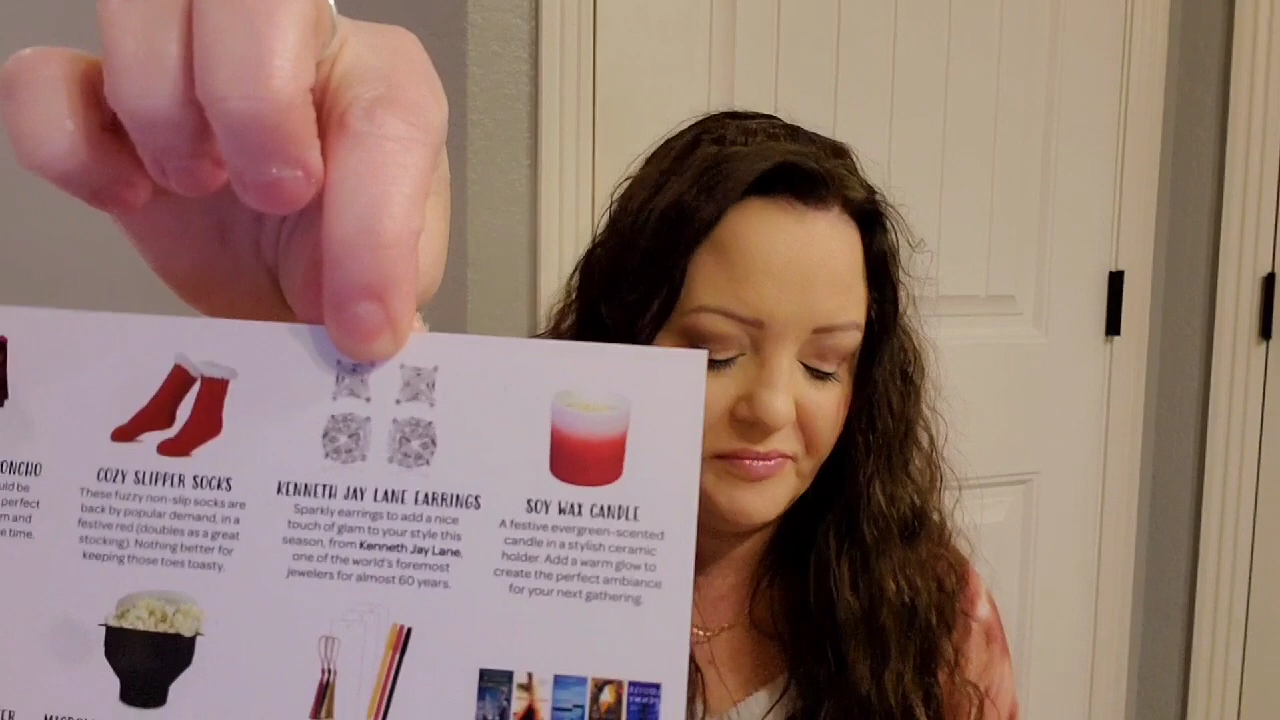 ONCHO
uld be
perfect
m and
e time.
COZY SLIPPER SOCKS
These fuzzy non-slip socks are
back by popular demand, in a
festive red (doubles as a great
stocking). Nothing better for
keeping those toes toasty.
KENNETH JAY LANE EARRINGS
Sparkly earrings to add a nice
touch of glam to your style this
season, from Kenneth Jay Lane,
one of the world's foremost
jewelers for almost 60 years.
SOY WAX CANDLE
A festive evergreen-scented
candle in a stylish ceramic
holder. Add a warm glow to
create the perfect ambiance
for your next gathering.
ER